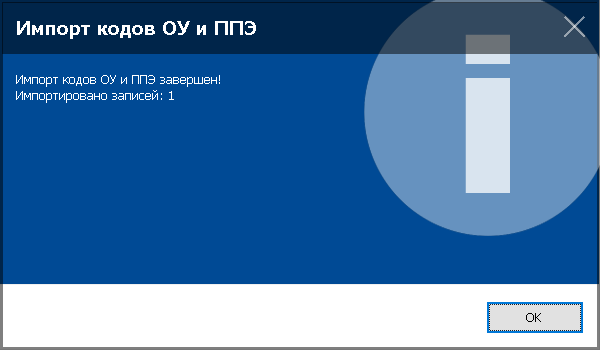 Импорт кодов ОУ и ППЭ
Импорт кодов ОУ и ППЭ завершен!
Импортировано записей: 1
OK